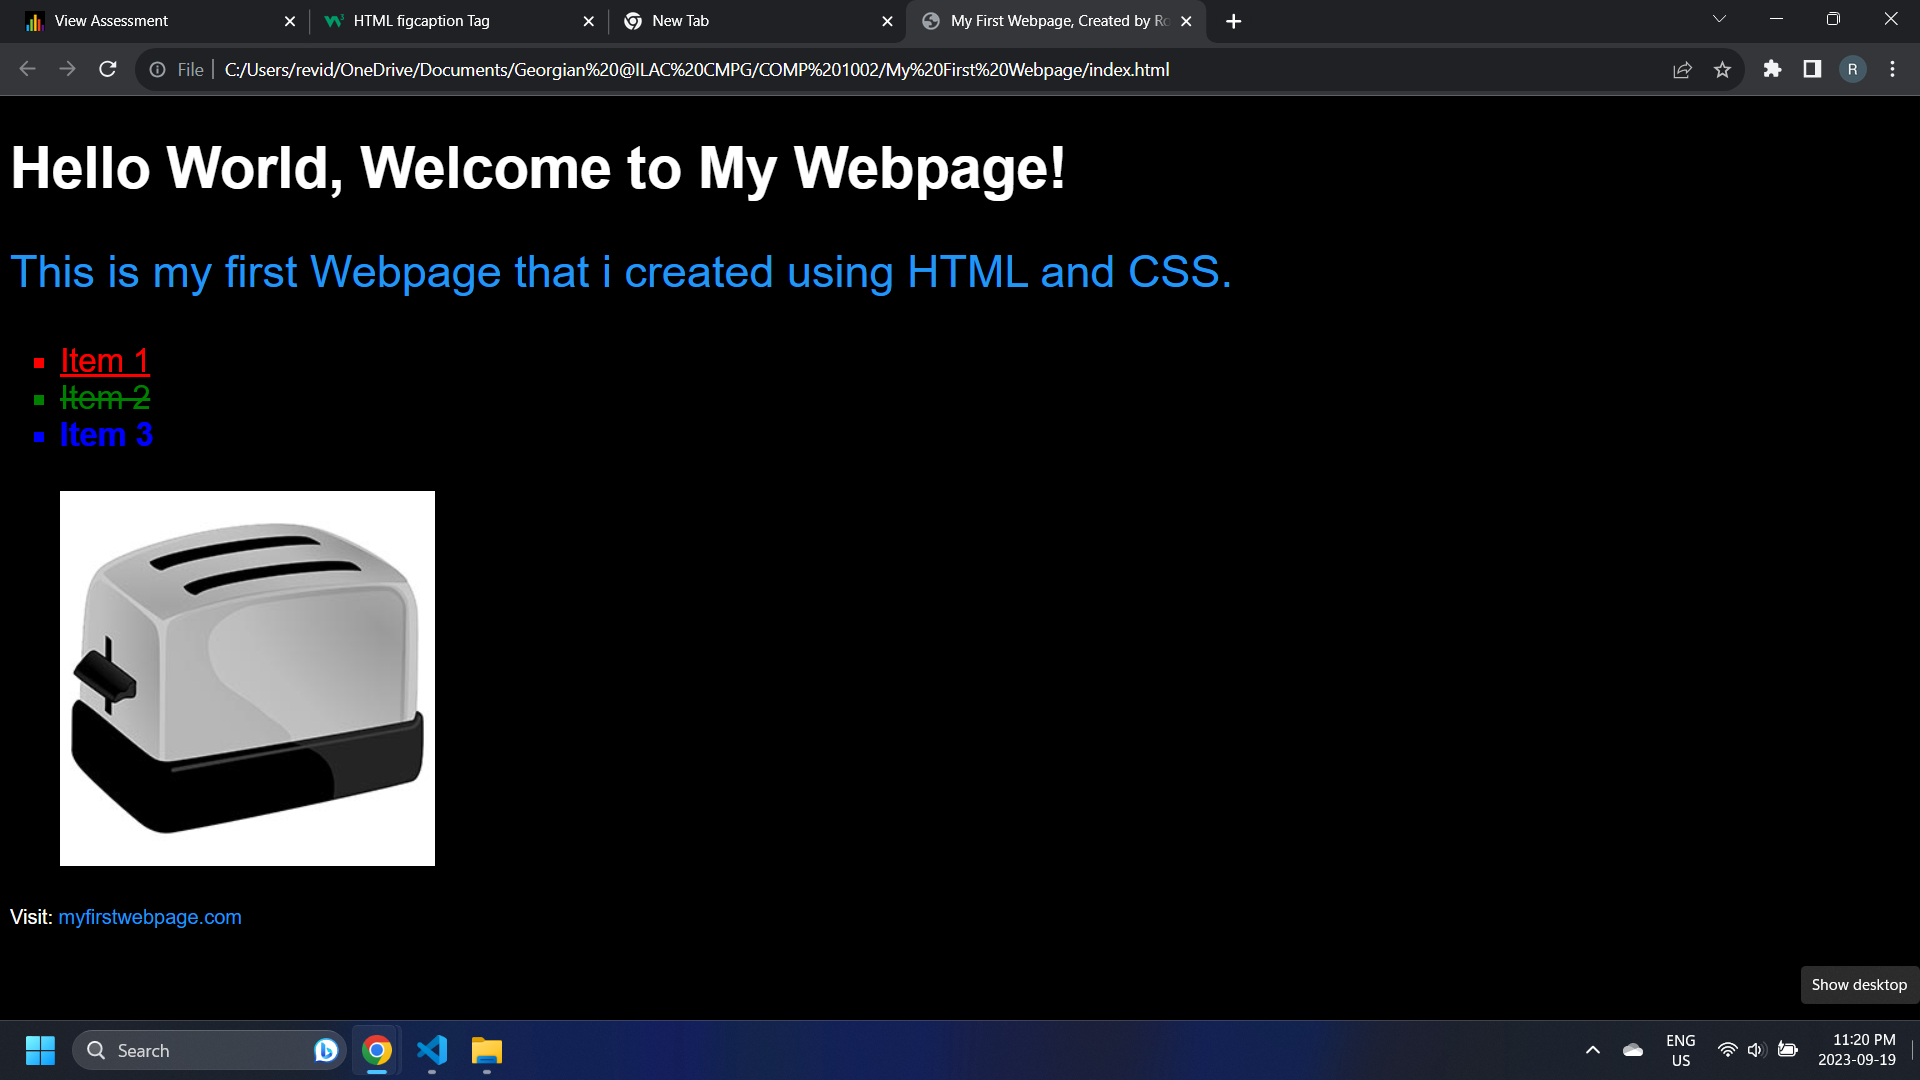 View Assessment
HTML figcaption Tag
New Tab
My First Webpage, Created by Ro
File
C:/Users/revid/OneDrive/Documents/Georgian%20@ILAC%20CMPG/COMP%201002/My%20First%20Webpage/index.html
R
Hello World, Welcome to My Webpage!
This is my first Webpage that i created using HTML and CSS.
Item 1
Item 2
Item 3
Visit: myfirstwebpage.com
Show desktop
Search
ENG
US
11:20 PM
2023-09-19